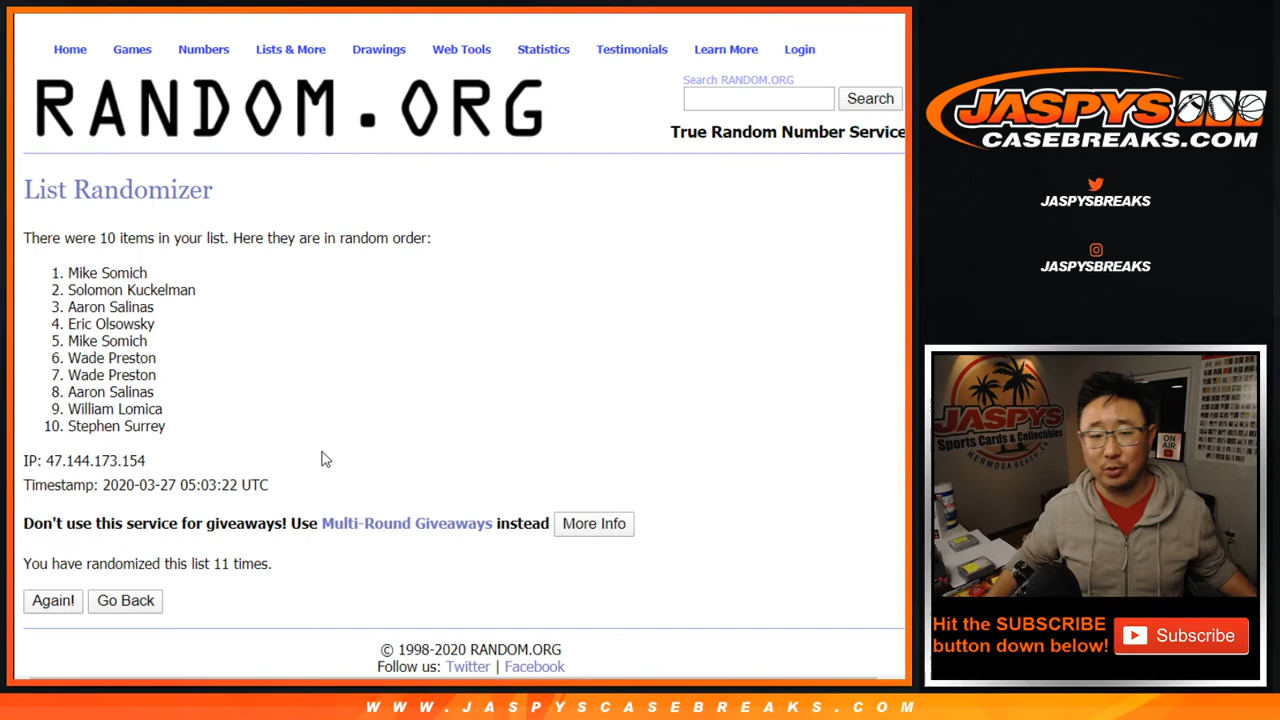 Home Games Numbers Lists & More Drawings Web Tools Statistics Testimonials Learn More Login
RANDOM.ORG
Search RANDOM.ORG
Search
True Random Number Service
List Randomizer
There were 10 items in your list. Here they are in random order:
1. Mike Somich
2. Solomon Kuckelman
3. Aaron Salinas
4. Eric Olsowsky
5. Mike Somich
6. Wade Preston
7. Wade Preston
8. Aaron Salinas
9. William Lomica
10. Stephen Surrey
IP: 47.144.173.154
Timestamp: 2020-03-27 05:03:22 UTC
Don't use this service for giveaways! Use Multi-Round Giveaways instead More Info
You have randomized this list 11 times.
Again! Go Back
© 1998-2020 RANDOM.ORG
Follow us: Twitter | Facebook
JASPYS
CASEBREAKS.COM
JASPYSBREAKS
JASPYSBREAKS
JASPYS
Sports Cards & Collectibles
HERMOSA BEACH, CA
ON AIR
Hit the SUBSCRIBE
button down below!
Subscribe
WWW.JASPYSCASEBREAKS.COM